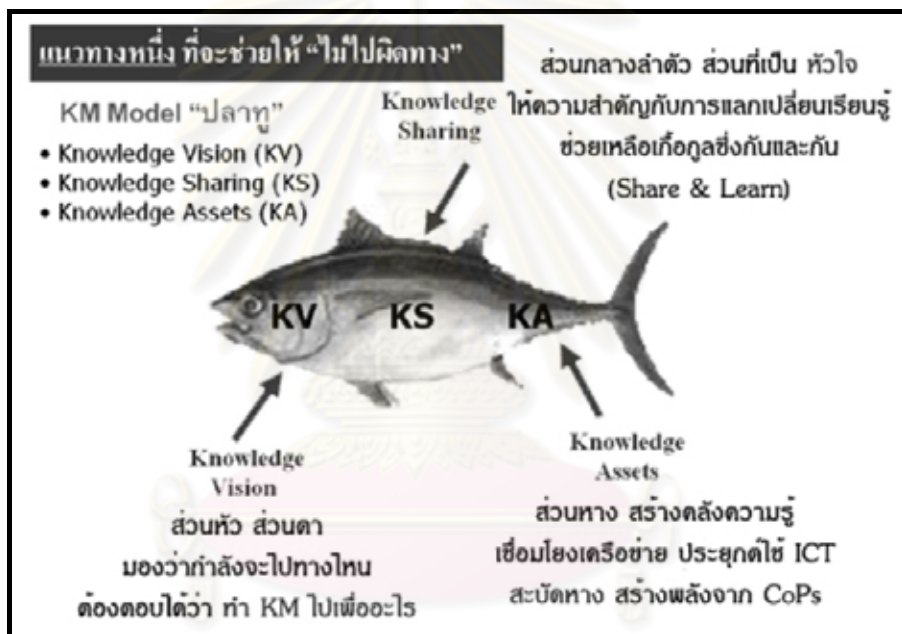 แนวทางหนึ่ง ที่จะช่วยให้ “ไม่ไปผิดทาง”
KM Model “ปลาทู”
• Knowledge Vision (KV)
• Knowledge Sharing (KS)
• Knowledge Assets (KA)
Knowledge
Sharing
ส่วนกลางลำตัว ส่วนที่เป็น หัวใจ
ให้ความสำคัญกับการแลกเปลี่ยนเรียนรู้
ช่วยเหลือเกื้อกูลซึ่งกันและกัน
(Share & Learn)
KV KS KA
Knowledge
Vision
ส่วนหัว ส่วนตา
มองว่ากำลังจะไปทางไหน
ต้องตอบได้ว่า ทำ KM ไปเพื่ออะไร
Knowledge
Assets
ส่วนหาง สร้างคลังความรู้
เชื่อมโยงเครือข่าย ประยุกต์ใช้ ICT
สะบัดหาง สร้างพลังจาก CoPs